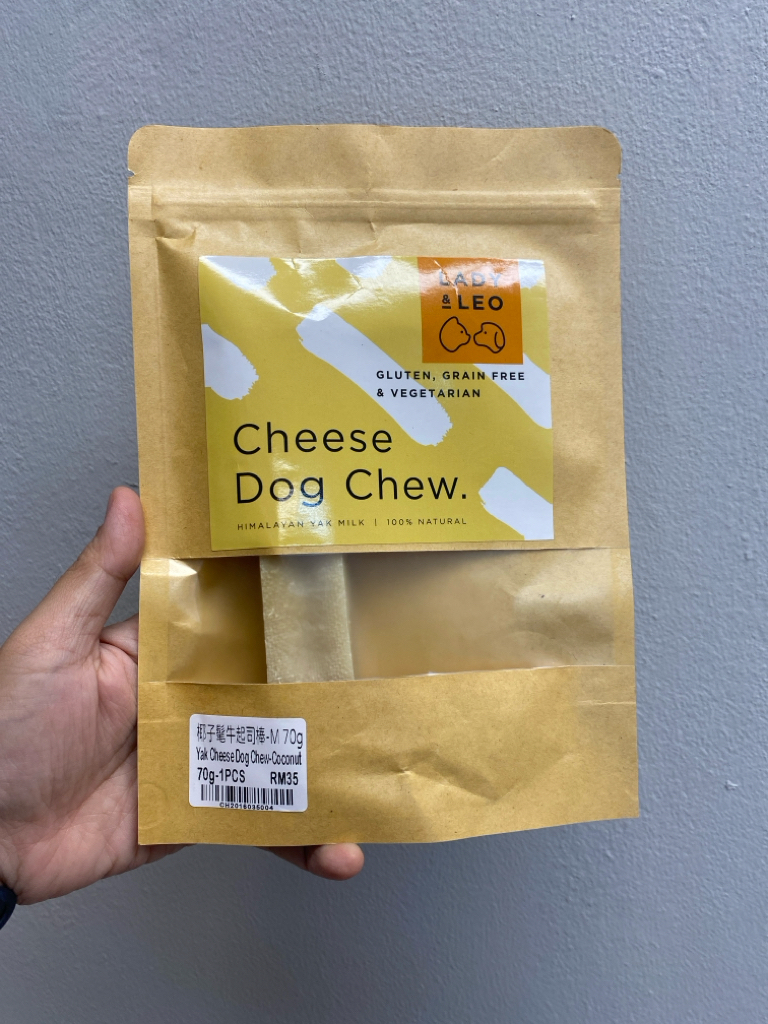 LADY
& LEO
GLUTEN, GRAIN FREE
& VEGETARIAN
Cheese
Dog Chew.
HIMALAYAN YAK MILK | 100% NATURAL
椰子氂牛起司棒-M 70g
Yak Cheese Dog Chew-Coconut
70g-1PCS RM35
CH2016035004